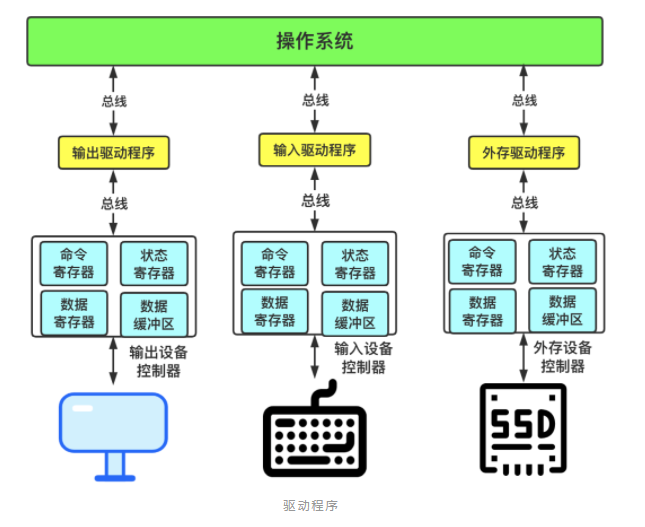 操作系统
总线
总线
总线
输出驱动程序
输入驱动程序
外存驱动程序
总线
总线
总线
命令
寄存器
状态
寄存器
数据
寄存器
数据
缓冲区
命令
寄存器
状态
寄存器
数据
寄存器
数据
缓冲区
命令
寄存器
状态
寄存器
数据
寄存器
数据
缓冲区
输出设备
控制器
输入设备
控制器
外存设备
控制器
SSD
驱动程序